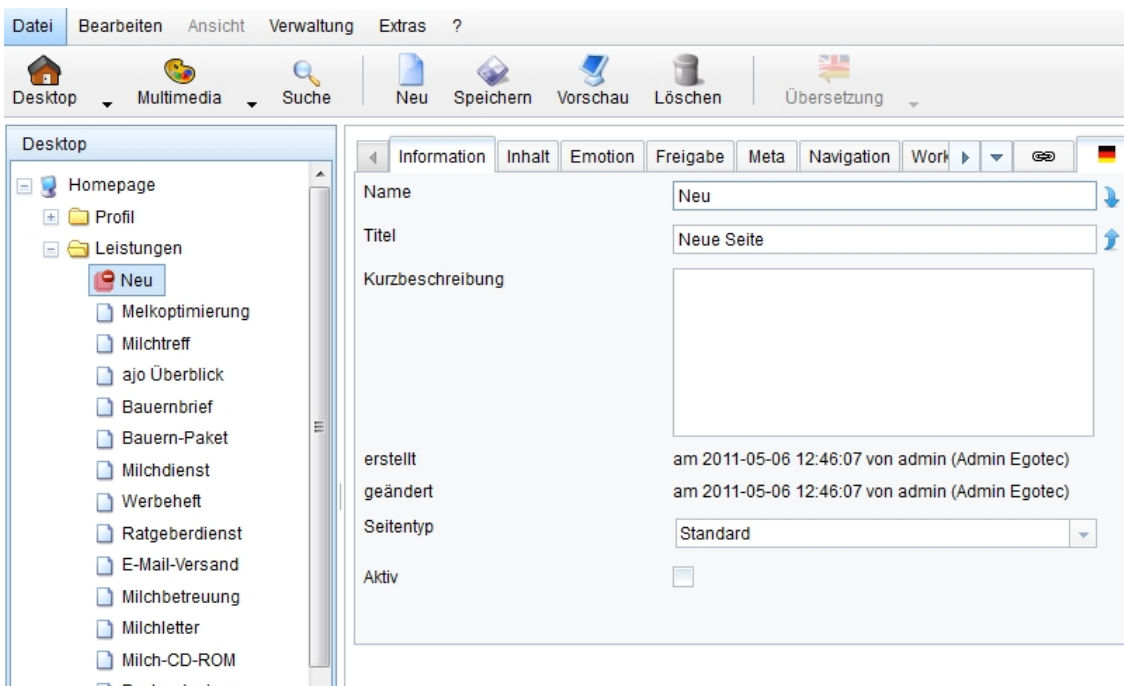 Datei Bearbeiten Ansicht Verwaltung Extras ?
Desktop Multimedia Suche Neu Speichern Vorschau Löschen Übersetzung
Desktop
Homepage
Profil
Leistungen
Neu
Melkoptimierung
Milchtreff
ajo Überblick
Bauernbrief
Bauern-Paket
Milchdienst
Werbeheft
Ratgeberdienst
E-Mail-Versand
Milchbetreuung
Milchletter
Milch-CD-ROM
Information Inhalt Emotion Freigabe Meta Navigation Work
Name Neu
Titel Neue Seite
Kurzbeschreibung
erstellt am 2011-05-06 12:46:07 von admin (Admin Egotec)
geändert am 2011-05-06 12:46:07 von admin (Admin Egotec)
Seitentyp Standard
Aktiv